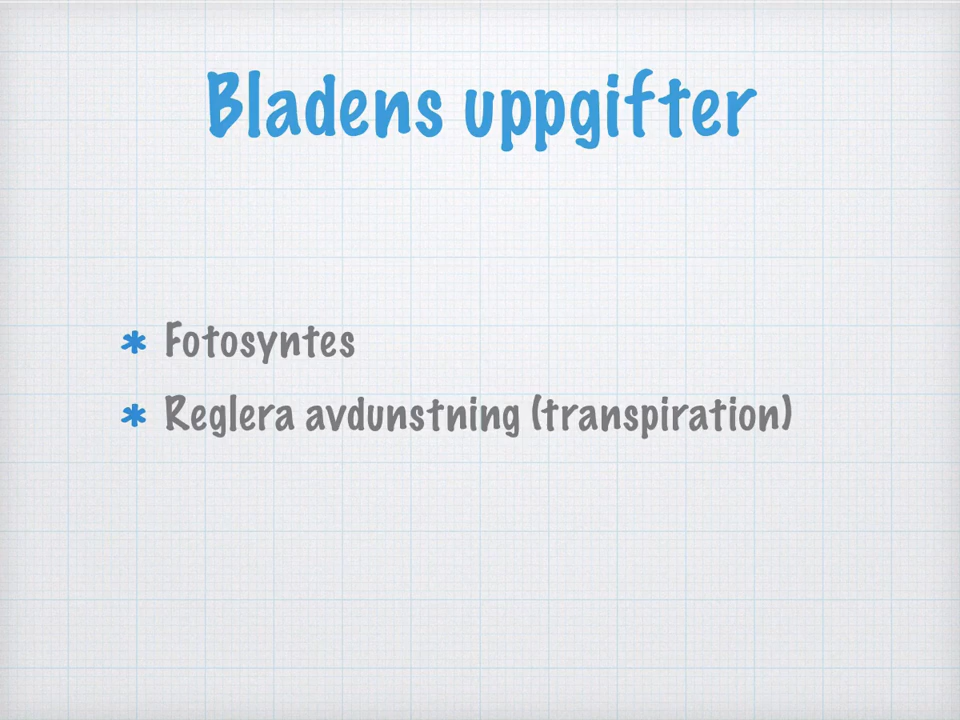 Bladens uppgifter
* Fotosyntes
* Reglera avdunstning (transpiration)